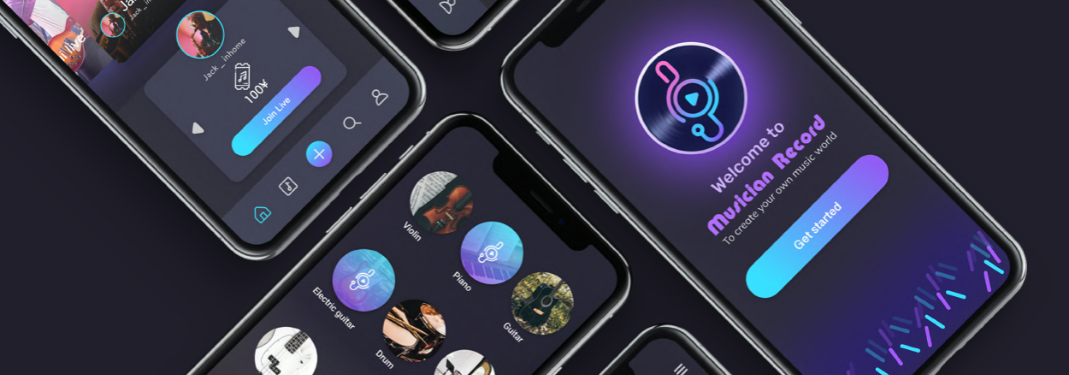 Jack_inhome
100¥
Join Live
Violin
Piano
Guitar
Electric guitar
Drum
Welcome to
Musician Record
To create your own music world
Get started